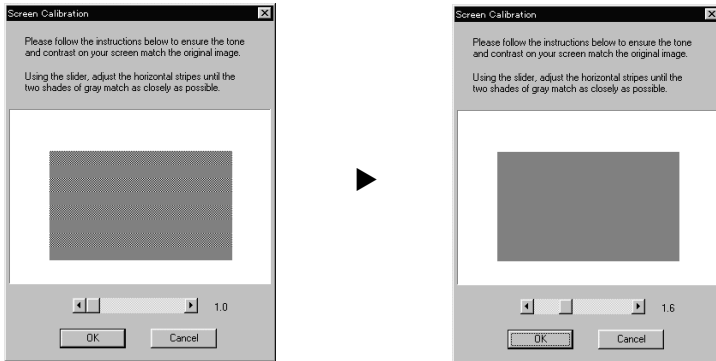 Screen Calibration
Please follow the instructions below to ensure the tone
and contrast on your screen match the original image.
Using the slider, adjust the horizontal stripes until the
two shades of gray match as closely as possible.
1.0
OK Cancel
Screen Calibration
Please follow the instructions below to ensure the tone
and contrast on your screen match the original image.
Using the slider, adjust the horizontal stripes until the
two shades of gray match as closely as possible.
1.6
OK Cancel